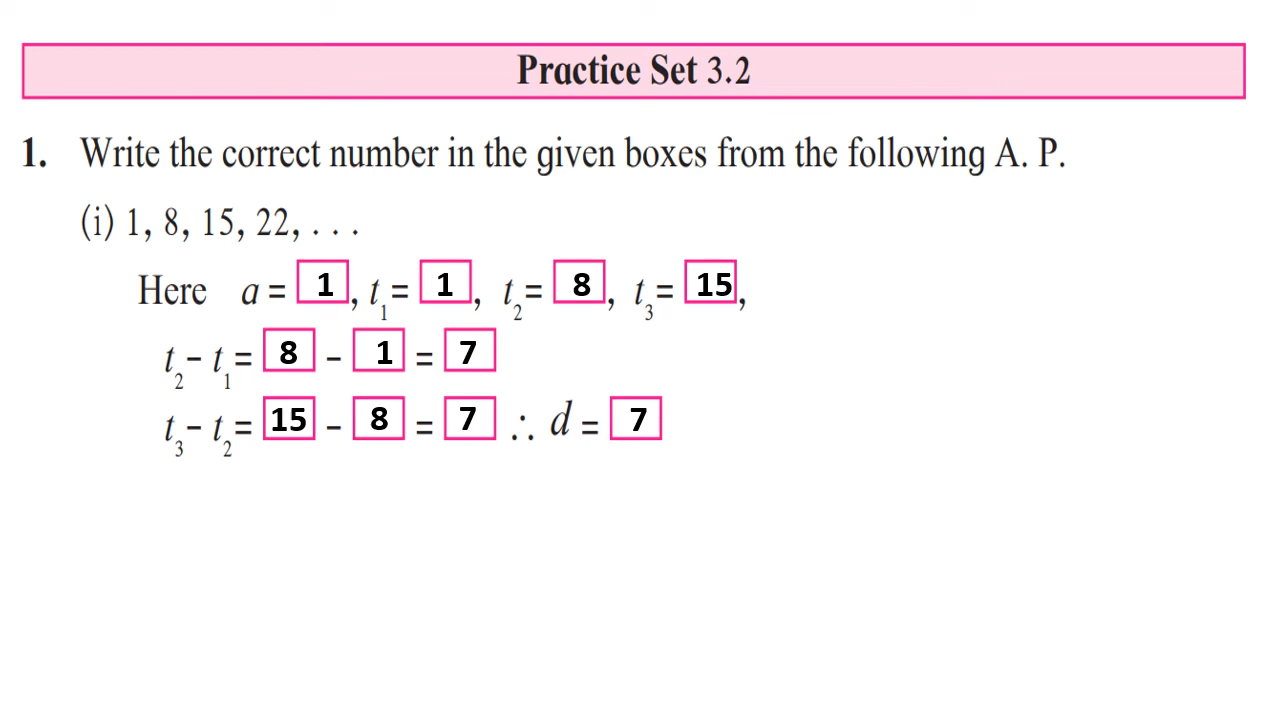 Practice Set 3.2
1. Write the correct number in the given boxes from the following A. P.
(i) 1, 8, 15, 22, . . .
Here a = 1, t₁ = 1, t₂ = 8, t₃ = 15,
t₂ – t₁ = 8 – 1 = 7
t₃ – t₂ = 15 – 8 = 7 ∴ d = 7